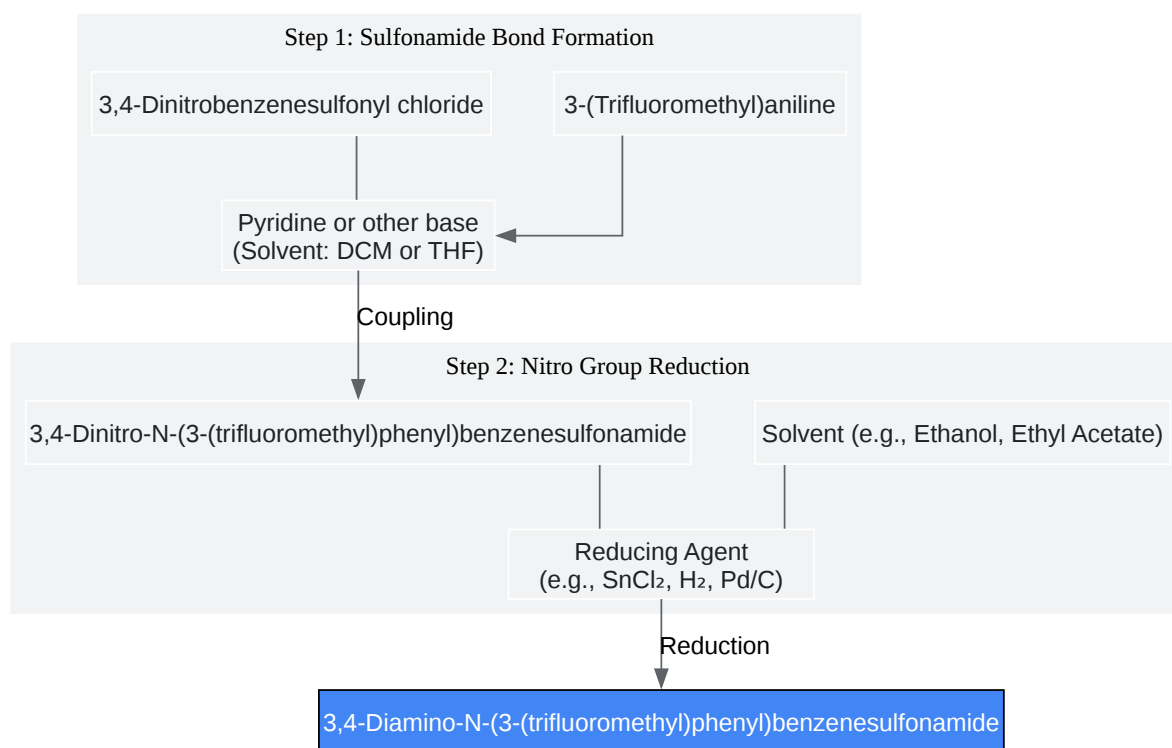 Step 1: Sulfonamide Bond Formation
3,4-Dinitrobenzenesulfonyl chloride
3-(Trifluoromethyl)aniline
Pyridine or other base
(Solvent: DCM or THF)
Coupling
Step 2: Nitro Group Reduction
3,4-Dinitro-N-(3-(trifluoromethyl)phenyl)benzenesulfonamide
Solvent (e.g., Ethanol, Ethyl Acetate)
Reducing Agent
(e.g., SnCl₂, H₂, Pd/C)
Reduction
3,4-Diamino-N-(3-(trifluoromethyl)phenyl)benzenesulfonamide